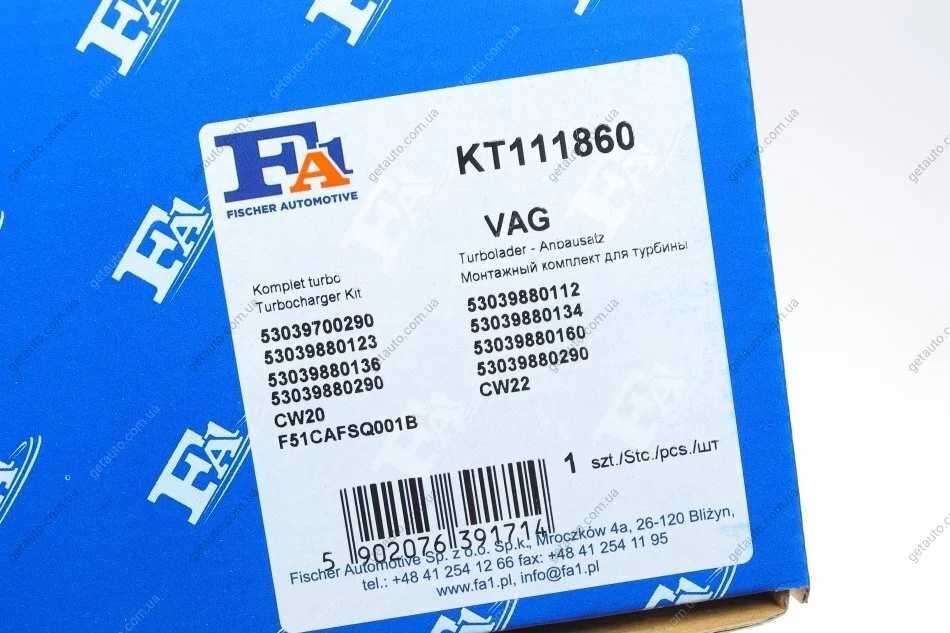 FA1
FISCHER AUTOMOTIVE
KT111860
VAG
Turbolader - Anbausatz
Монтажный комплект для турбины
Komplet turbo
Turbocharger Kit
53039700290
53039880123
53039880136
53039880290
CW20
F51CAFSQ001B
53039880112
53039880134
53039880160
53039880290
CW22
1 szt./Stc./pcs./шт
5 902076 391714
Fischer Automotive Sp. z o.o. Sp.k., Mroczków 4a, 26-120 Bliżyn,
tel.: +48 41 254 12 66 fax: +48 41 254 11 95
www.fa1.pl, info@fa1.pl
getauto.com.ua